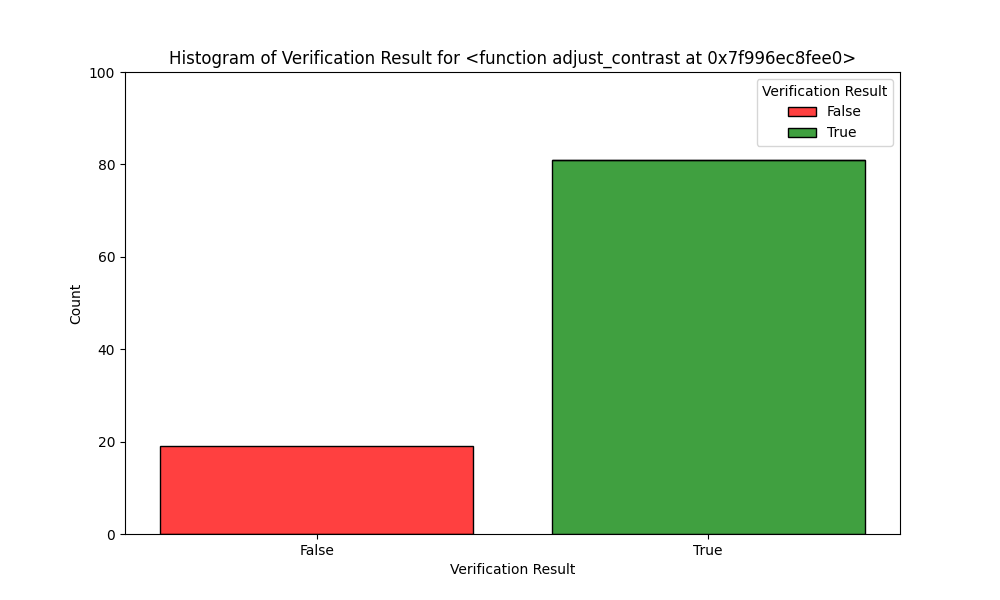 Histogram of Verification Result for <function adjust_contrast at 0x7f996ec8fee0>
100
80
60
40
20
0
Count
Verification Result
False
True
False
True
Verification Result